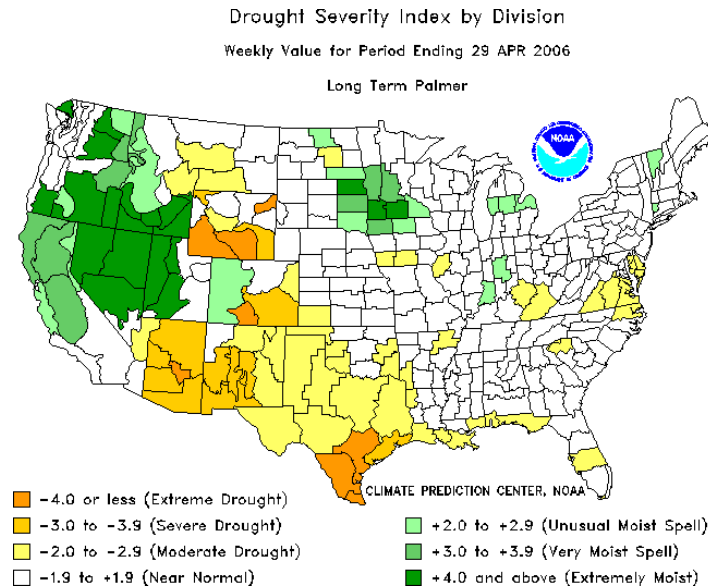 Drought Severity Index by Division
Weekly Value for Period Ending 29 APR 2006
Long Term Palmer
NOAA
CLIMATE PREDICTION CENTER, NOAA
-4.0 or less (Extreme Drought)
-3.0 to -3.9 (Severe Drought)
-2.0 to -2.9 (Moderate Drought)
-1.9 to +1.9 (Near Normal)
+2.0 to +2.9 (Unusual Moist Spell)
+3.0 to +3.9 (Very Moist Spell)
+4.0 and above (Extremely Moist)